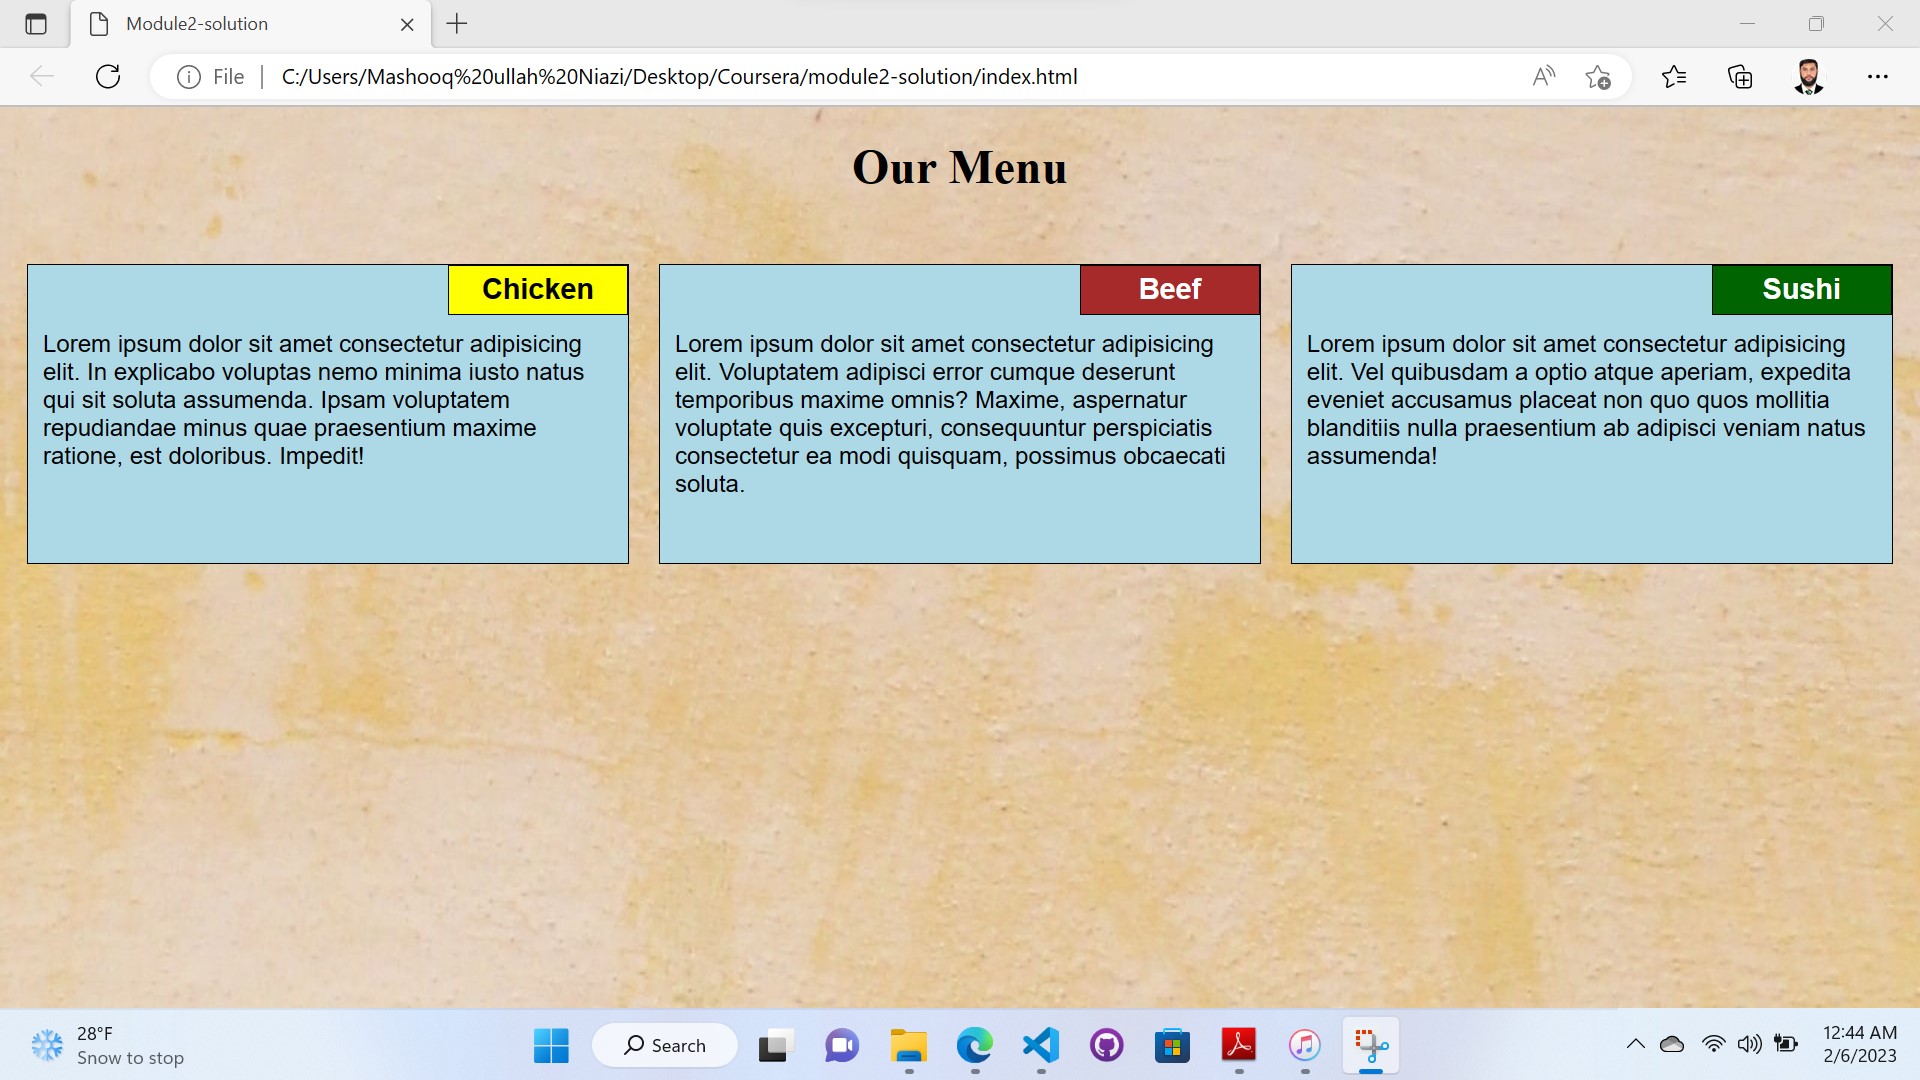 Module2-solution
File
C:/Users/Mashooq%20ullah%20Niazi/Desktop/Coursera/module2-solution/index.html
Our Menu
Chicken
Lorem ipsum dolor sit amet consectetur adipisicing
elit. In explicabo voluptas nemo minima iusto natus
qui sit soluta assumenda. Ipsam voluptatem
repudiandae minus quae praesentium maxime
ratione, est doloribus. Impedit!
Beef
Lorem ipsum dolor sit amet consectetur adipisicing
elit. Voluptatem adipisci error cumque deserunt
temporibus maxime omnis? Maxime, aspernatur
voluptate quis excepturi, consequuntur perspiciatis
consectetur ea modi quisquam, possimus obcaecati
soluta.
Sushi
Lorem ipsum dolor sit amet consectetur adipisicing
elit. Vel quibusdam a optio atque aperiam, expedita
eveniet accusamus placeat non quo quos mollitia
blanditiis nulla praesentium ab adipisci veniam natus
assumenda!
28°F
Snow to stop
Search
12:44 AM
2/6/2023